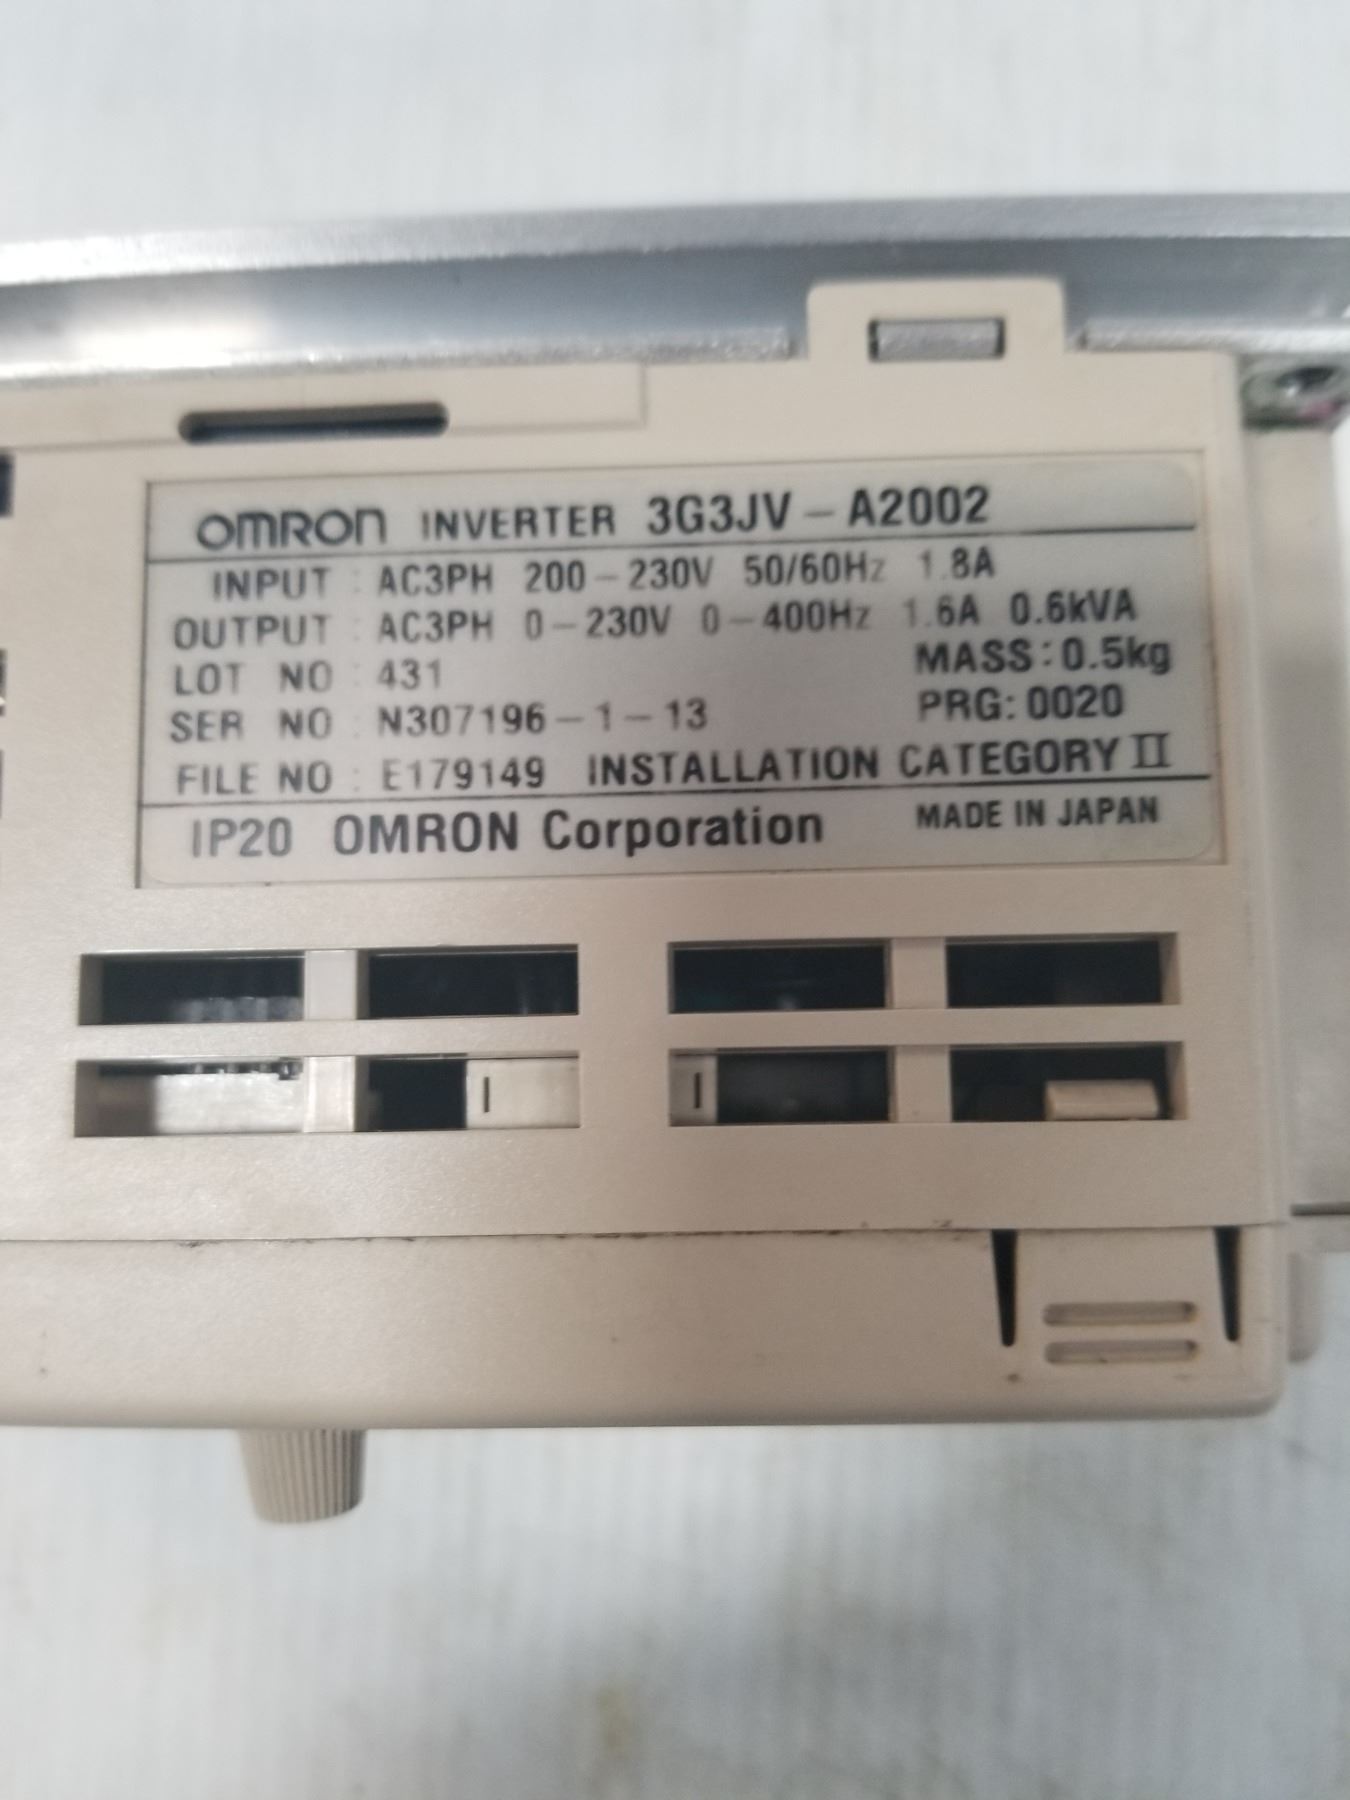 OMRON INVERTER 3G3JV-A2002
INPUT : AC3PH 200-230V 50/60Hz 1.8A
OUTPUT : AC3PH 0-230V 0-400Hz 1.6A 0.6kVA
LOT NO : 431 MASS:0.5kg
SER NO : N307196-1-13 PRG:0020
FILE NO : E179149 INSTALLATION CATEGORY II
IP20 OMRON Corporation MADE IN JAPAN